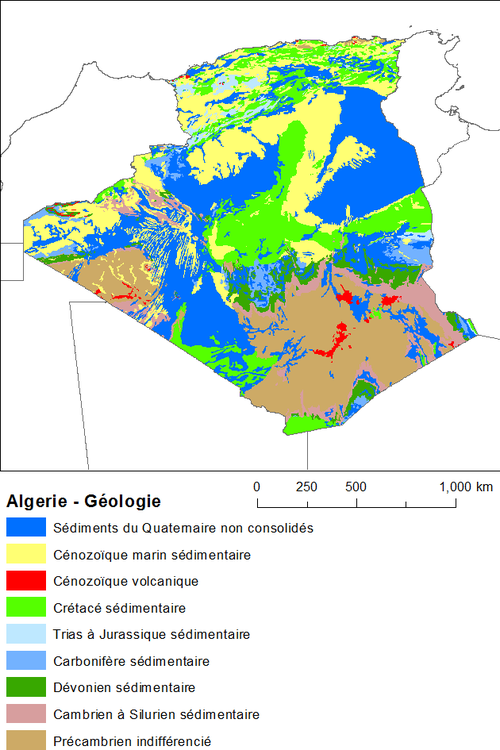 0 250 500 1,000 km
Algerie - Géologie
Sédiments du Quaternaire non consolidés
Cénozoïque marin sédimentaire
Cénozoïque volcanique
Crétacé sédimentaire
Trias à Jurassique sédimentaire
Carbonifère sédimentaire
Dévonien sédimentaire
Cambrien à Silurien sédimentaire
Précambrien indifférencié